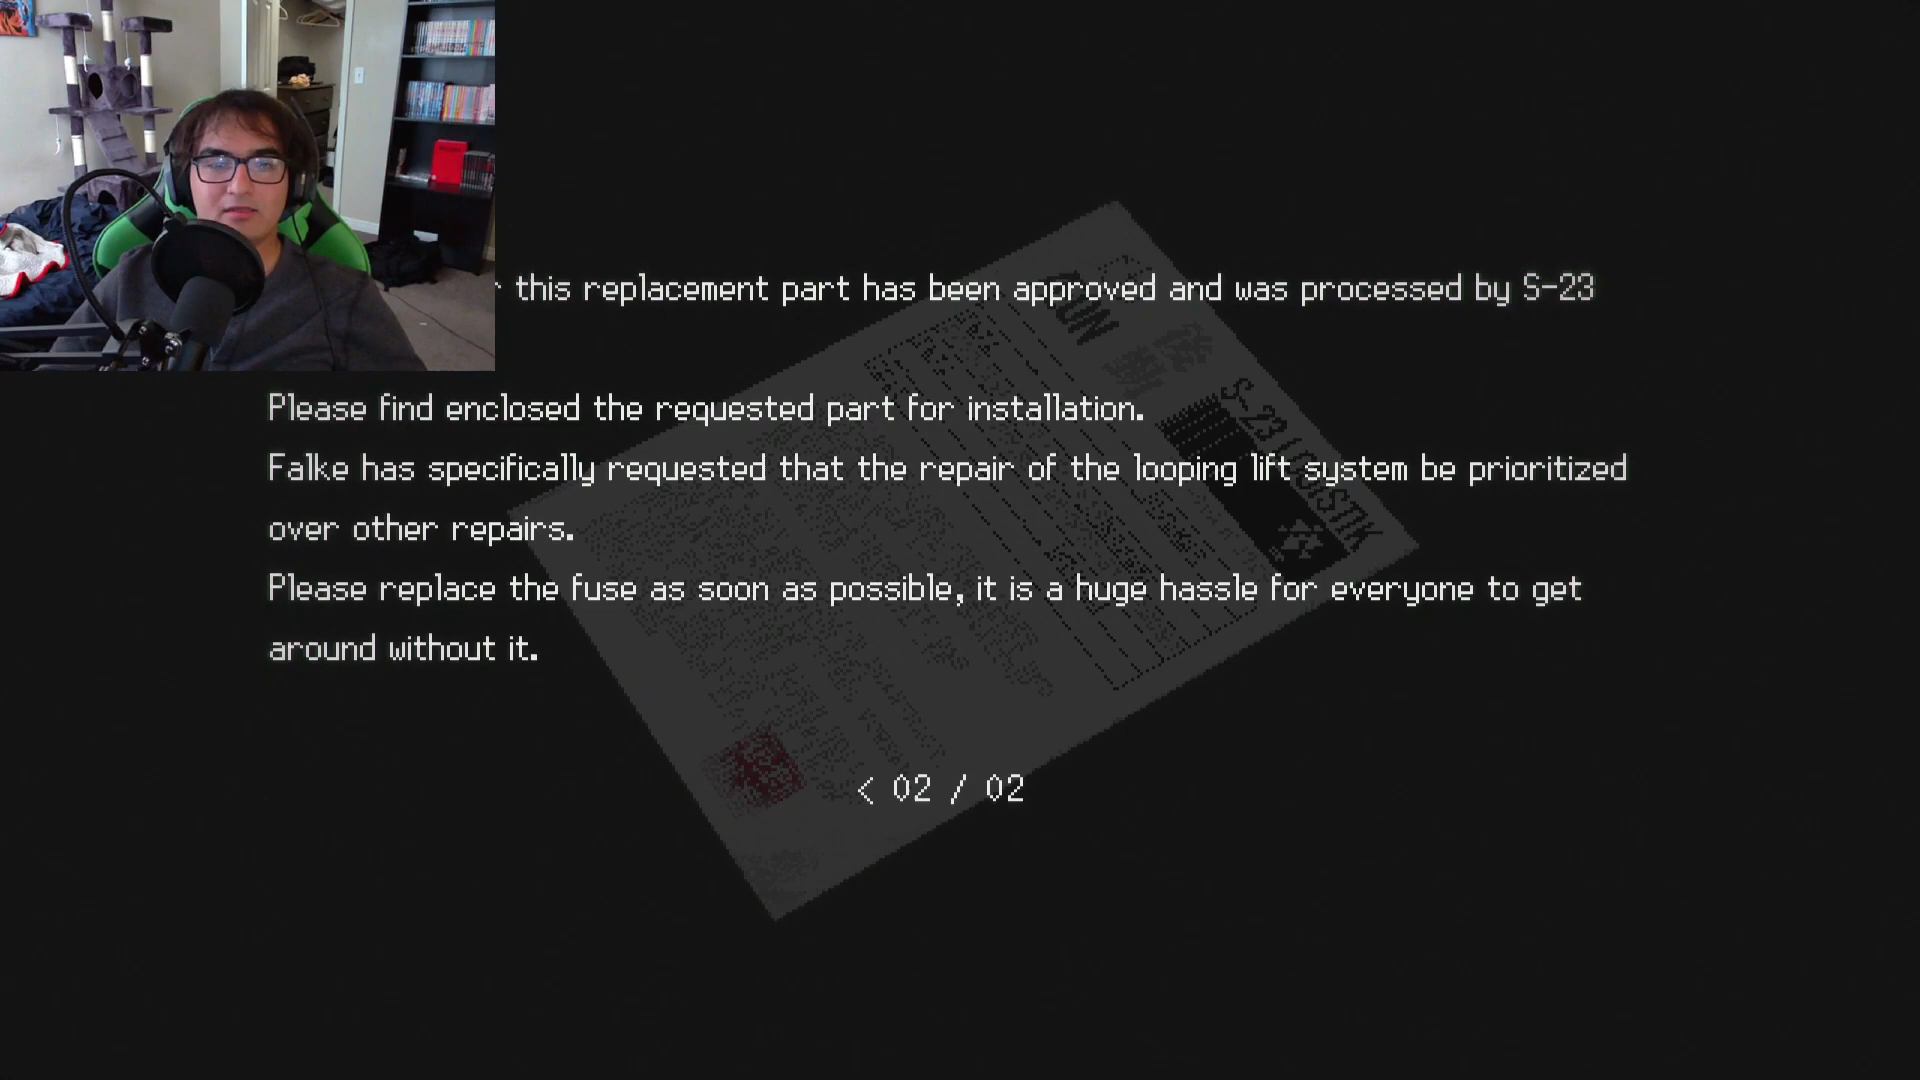 this replacement part has been approved and was processed by S-23
Please find enclosed the requested part for installation.
Falke has specifically requested that the repair of the looping lift system be prioritized
over other repairs.
Please replace the fuse as soon as possible, it is a huge hassle for everyone to get
around without it.
< 02 / 02
S-23 LOGISTIK